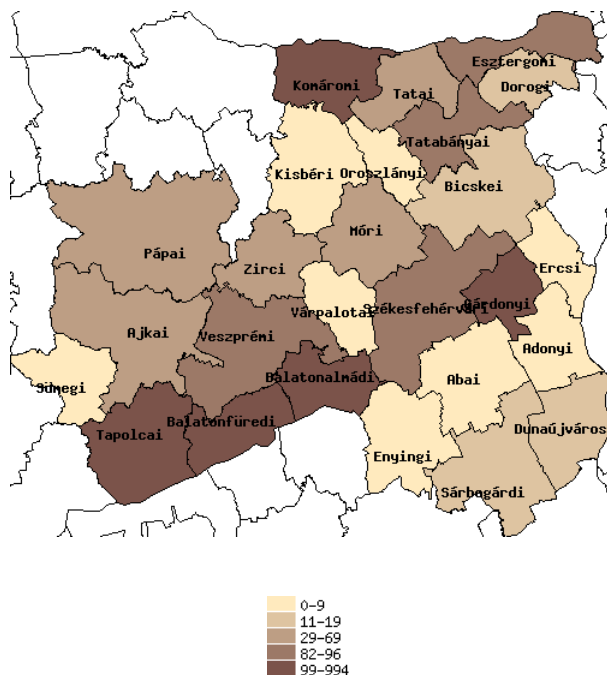 Esztergomi
Komáromi
Dorogi
Tatai
Tatabányai
Kisbéri
Oroszlányi
Bicskei
Móri
Pápai
Zirci
Ercsi
Gárdonyi
Székesfehérvári
Várpalotai
Ajkai
Veszprémi
Adonyi
Balatonalmádi
Abai
Sümegi
Balatonfüredi
Dunaújváros
Tapolcai
Enyingi
Sárbogárdi
0-9
11-19
29-69
82-96
99-994